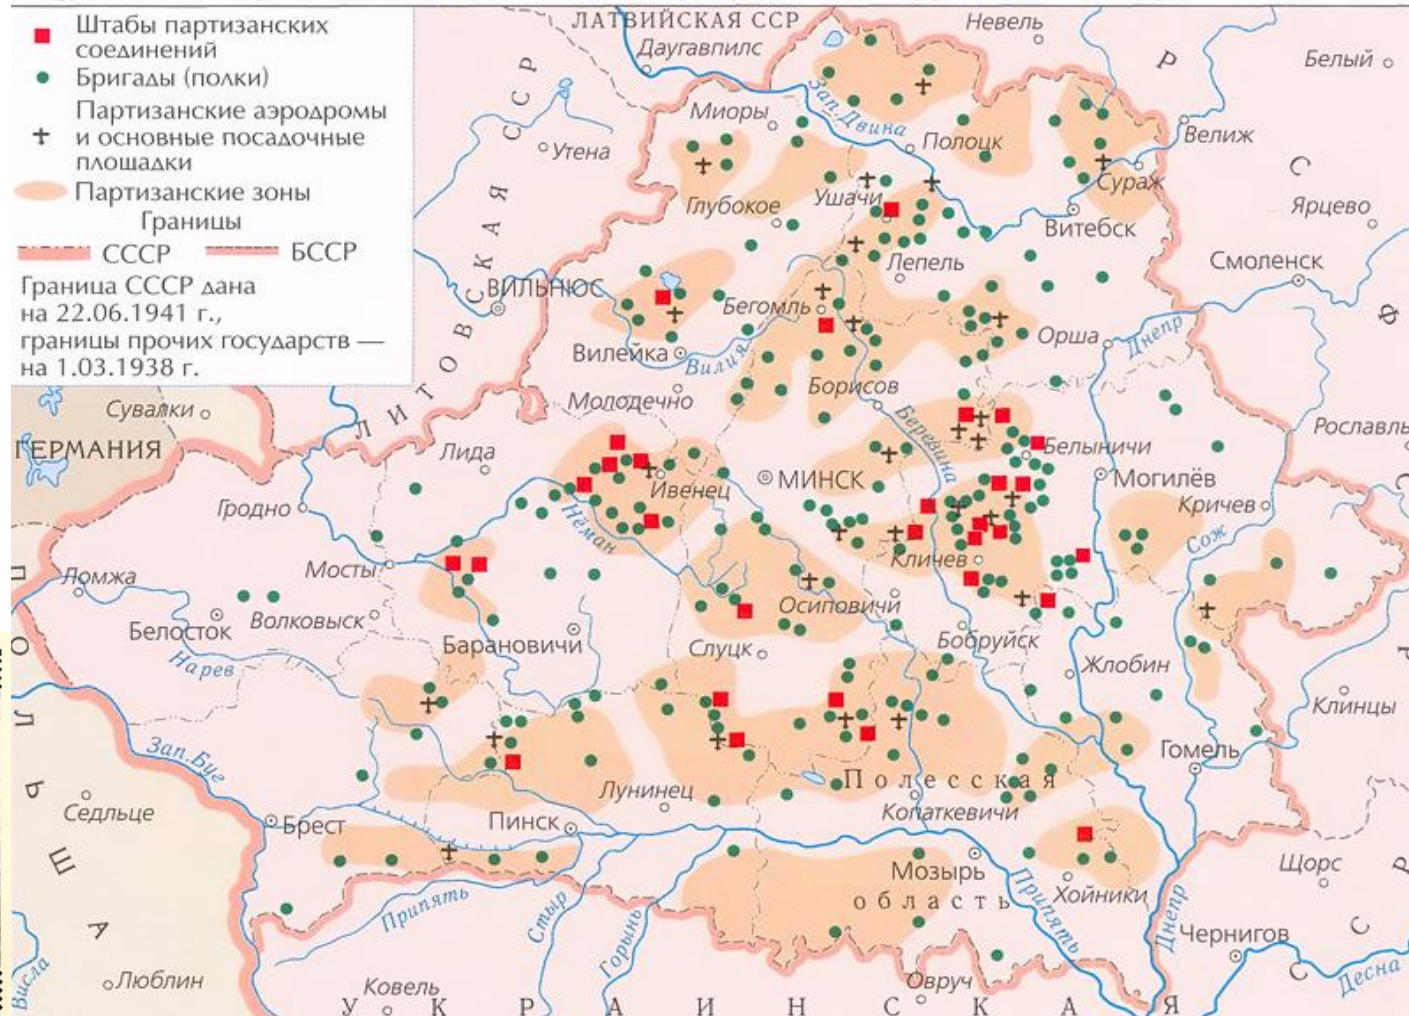 Штабы партизанских
соединений
Бригады (полки)
Партизанские аэродромы
и основные посадочные
площадки
Партизанские зоны
Границы
СССР
БССР
Граница СССР дана
на 22.06.1941 г.,
границы прочих государств —
на 1.03.1938 г.
ЛАТВИЙСКАЯ ССР
Даугавпилс
Невель
Белый
Р
С
Ф
С
Р
Миоры
Зап. Двина
Полоцк
Велиж
Утена
Сураж
Глубокое
Ушачи
Витебск
Ярцево
ЛИТОВСКАЯ ССР
ВИЛЬНЮС
Лепель
Смоленск
Бегомль
Орша
Днепр
Вилейка
Вилия
Борисов
Молодечно
Сувалки
ГЕРМАНИЯ
Березина
Рославль
Лида
Белыничи
МИНСК
Могилёв
Ивенец
Кричев
Гродно
Нёман
Сож
Кличев
Мосты
Ломжа
Осиповичи
Белосток
Волковыск
Барановичи
Бобруйск
Слуцк
Нарев
Жлобин
Клинцы
ПОЛЬША
Зап. Буг
Гомель
Полесская
Лунинец
Копаткевичи
Седльце
Брест
Пинск
Мозырь
Щорс
область
Хойники
Припять
Стыр
Горынь
Припять
Днепр
Чернигов
Висла
Люблин
Ковель
Овруч
Десна
УКРАИНСКАЯ
С
С
Р